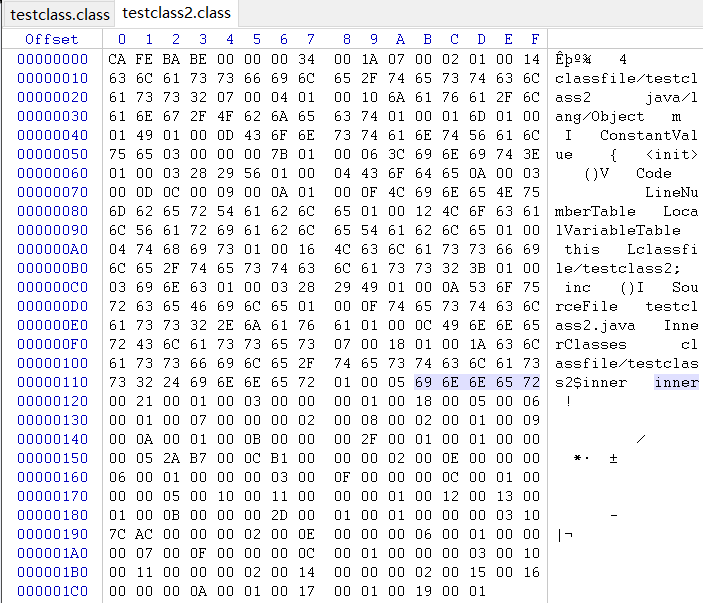 testclass.class testclass2.class
Offset 0 1 2 3 4 5 6 7 8 9 A B C D E F
00000000 CA FE BA BE 00 00 00 34 00 1A 07 00 02 01 00 14 Êþº¾ 4
00000010 63 6C 61 73 73 66 69 6C 65 2F 74 65 73 74 63 6C classfile/testcl
00000020 61 73 73 32 07 00 04 01 00 10 6A 61 76 61 2F 6C ass2 java/l
00000030 61 6E 67 2F 4F 62 6A 65 63 74 01 00 01 6D 01 00 ang/Object m
00000040 01 49 01 00 0D 43 6F 6E 73 74 61 6E 74 56 61 6C I ConstantVal
00000050 75 65 03 00 00 00 7B 01 00 06 3C 69 6E 69 74 3E ue { <init>
00000060 01 00 03 28 29 56 01 00 04 43 6F 64 65 0A 00 03 ()V Code
00000070 00 0D 0C 00 09 00 0A 01 00 0F 4C 69 6E 65 4E 75 LineNu
00000080 6D 62 65 72 54 61 62 6C 65 01 00 12 4C 6F 63 61 mberTable Loca
00000090 6C 56 61 72 69 61 62 6C 65 54 61 62 6C 65 01 00 lVariableTable
000000A0 04 74 68 69 73 01 00 16 4C 63 6C 61 73 73 66 69 this Lclassfi
000000B0 6C 65 2F 74 65 73 74 63 6C 61 73 73 32 3B 01 00 le/testclass2;
000000C0 03 69 6E 63 01 00 03 28 29 49 01 00 0A 53 6F 75 inc ()I Sou
000000D0 72 63 65 46 69 6C 65 01 00 0F 74 65 73 74 63 6C rceFile testcl
000000E0 61 73 73 32 2E 6A 61 76 61 01 00 0C 49 6E 6E 65 ass2.java Inne
000000F0 72 43 6C 61 73 73 65 73 07 00 18 01 00 1A 63 6C rClasses cl
00000100 61 73 73 66 69 6C 65 2F 74 65 73 74 63 6C 61 73 assfile/testclas
00000110 73 32 24 69 6E 6E 65 72 01 00 05 69 6E 6E 65 72 s2$inner inner
00000120 00 21 00 01 00 03 00 00 00 01 00 18 00 05 00 06 !
00000130 00 01 00 07 00 00 00 02 00 08 00 02 00 01 00 09
00000140 00 0A 00 01 00 0B 00 00 00 2F 00 01 00 01 00 00 /
00000150 00 05 2A B7 00 0C B1 00 00 00 02 00 0E 00 00 00 *· ±
00000160 06 00 01 00 00 00 03 00 0F 00 00 00 0C 00 01 00
00000170 00 00 05 00 10 00 11 00 00 00 01 00 12 00 13 00
00000180 01 00 0B 00 00 00 2D 00 01 00 01 00 00 00 03 10 -
00000190 7C AC 00 00 00 02 00 0E 00 00 00 06 00 01 00 00 |¬
000001A0 00 07 00 0F 00 00 00 0C 00 01 00 00 00 03 00 10
000001B0 00 11 00 00 00 02 00 14 00 00 00 02 00 15 00 16
000001C0 00 00 00 0A 00 01 00 17 00 01 00 19 00 01